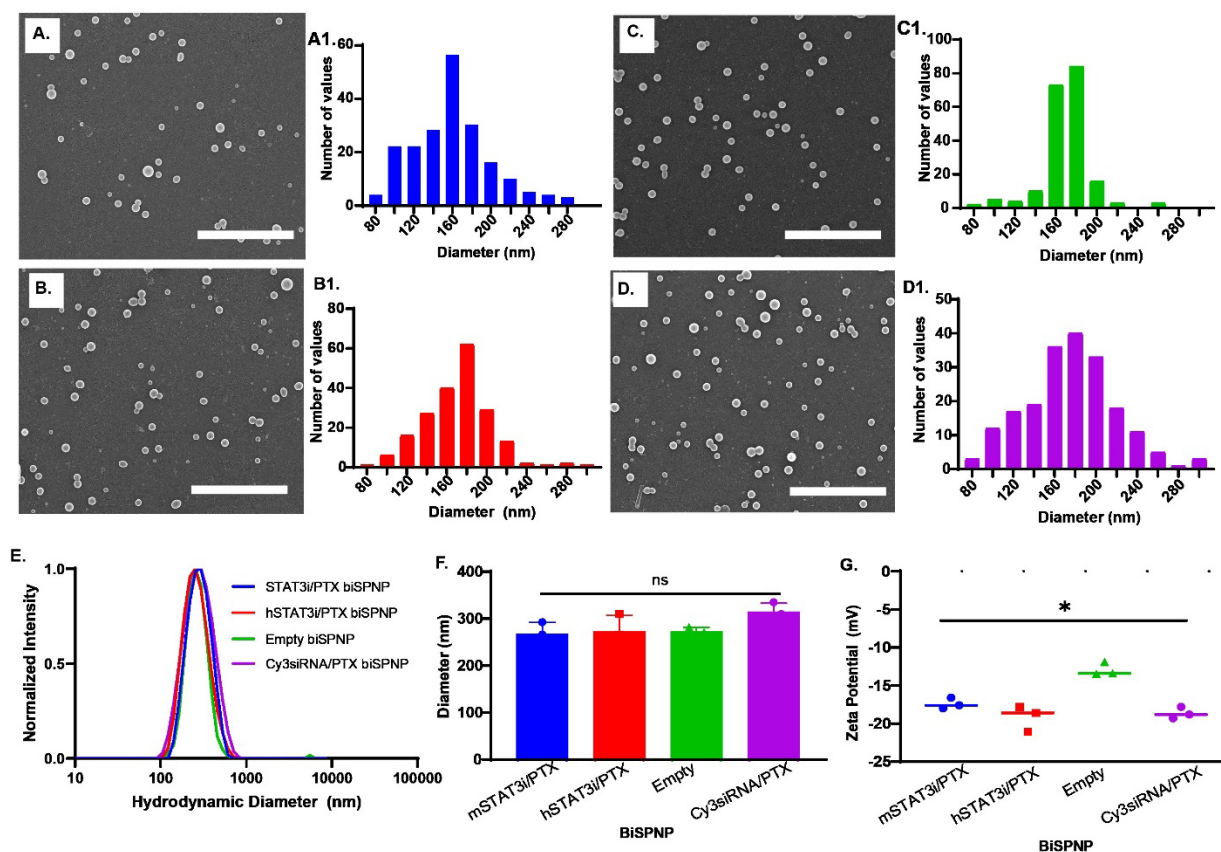 A.
A1.
Number of values
60
40
20
0
80
120
160
200
240
280
Diameter (nm)
C.
C1.
Number of values
100
80
60
40
20
0
80
120
160
200
240
280
Diameter (nm)
B.
B1.
Number of values
80
60
40
20
0
80
120
160
200
240
280
Diameter (nm)
D.
D1.
Number of values
50
40
30
20
10
0
80
120
160
200
240
280
Diameter (nm)
E.
Normalized Intensity
1.0
0.5
0.0
10
100
1000
10000
100000
Hydrodynamic Diameter (nm)
STAT3i/PTX biSPNP
hSTAT3i/PTX biSPNP
Empty biSPNP
Cy3siRNA/PTX biSPNP
F.
Diameter (nm)
400
300
200
100
0
ns
mSTAT3i/PTX
hSTAT3i/PTX
Empty
Cy3siRNA/PTX
BiSPNP
G.
Zeta Potential (mV)
0
-5
-10
-15
-20
-25
*
mSTAT3i/PTX
hSTAT3i/PTX
Empty
Cy3siRNA/PTX
BiSPNP